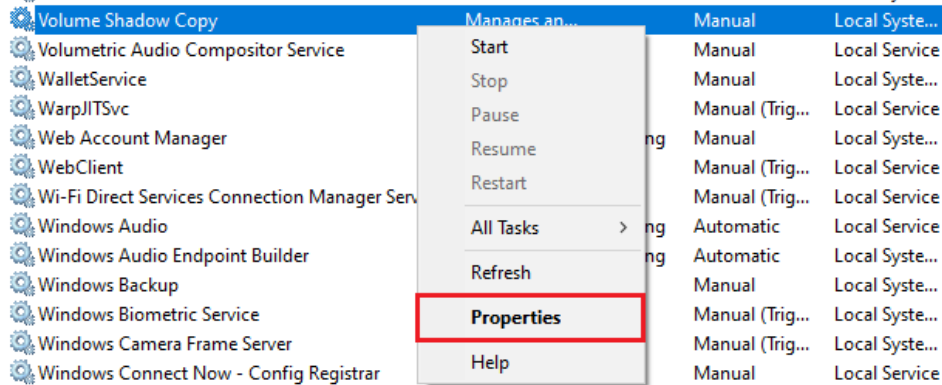 Volume Shadow Copy Manages an... Manual Local Syste...
Start
Volumetric Audio Compositor Service Manual Local Service
WalletService Manual Local Syste...
Stop
WarpJITSvc Manual (Trig... Local Service
Pause
Web Account Manager ng Manual Local Syste...
Resume
WebClient Manual (Trig... Local Service
Restart
Wi-Fi Direct Services Connection Manager Serv Manual (Trig... Local Service
Windows Audio ng Automatic Local Service
All Tasks
Windows Audio Endpoint Builder ng Automatic Local Syste...
Refresh
Windows Backup Manual Local Syste...
Windows Biometric Service Manual (Trig... Local Syste...
Properties
Windows Camera Frame Server Manual (Trig... Local Syste...
Help
Windows Connect Now - Config Registrar Manual Local Service